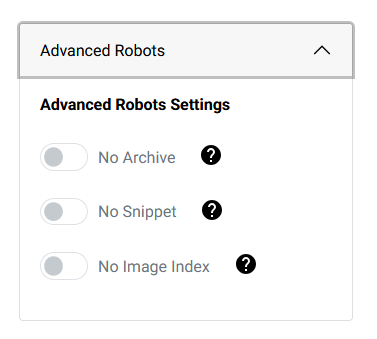 Advanced Robots
Advanced Robots Settings
No Archive ?
No Snippet ?
No Image Index ?